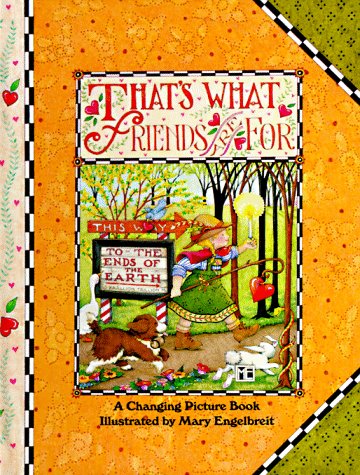 THAT'S WHAT
FRIENDS ARE FOR
THIS WAY
TO THE
ENDS OF
THE
EARTH
ME
A Changing Picture Book
Illustrated by Mary Engelbreit